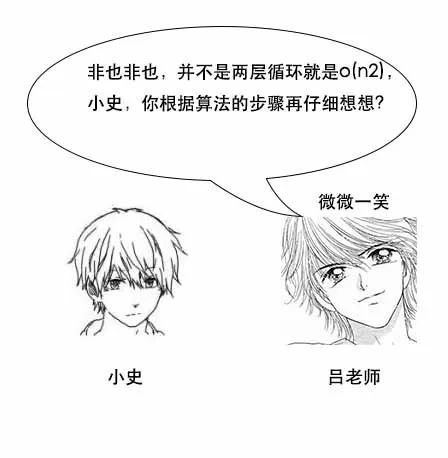 非也非也，并不是两层循环就是o(n2)，
小史，你根据算法的步骤再仔细想想？
微微一笑
小史
吕老师